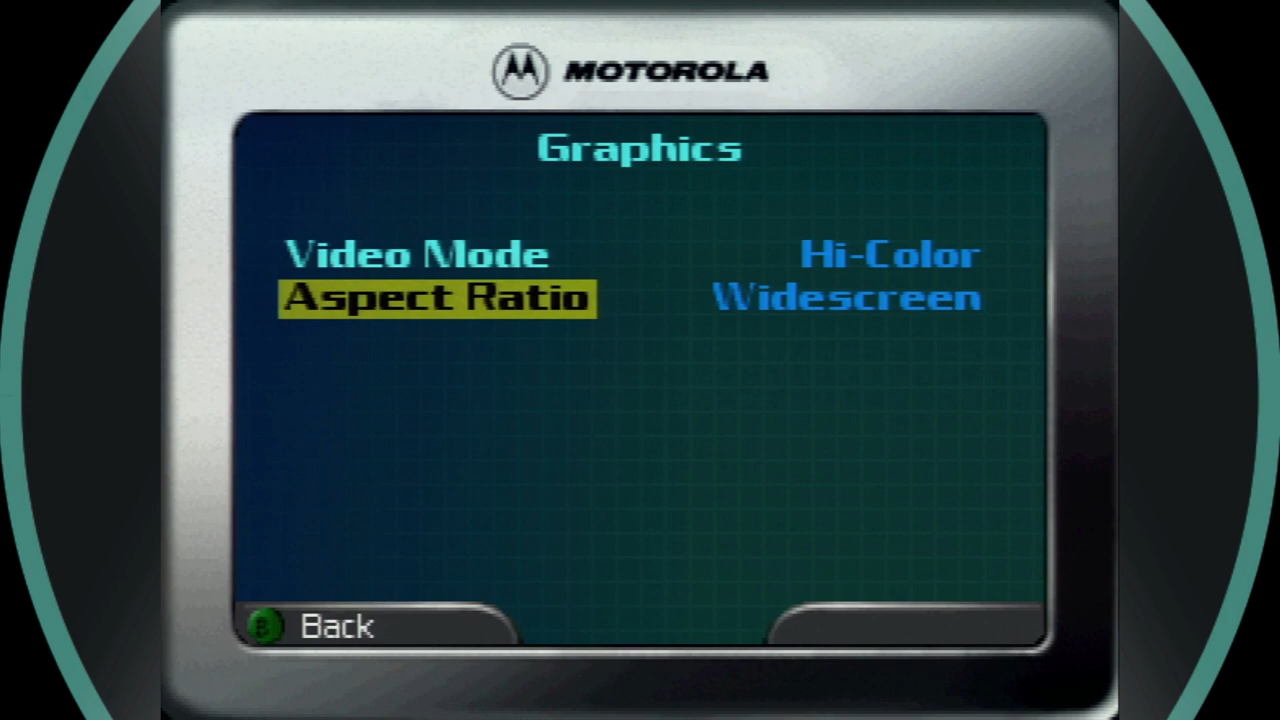 MOTOROLA
Graphics
Video Mode Hi-Color
Aspect Ratio Widescreen
B Back